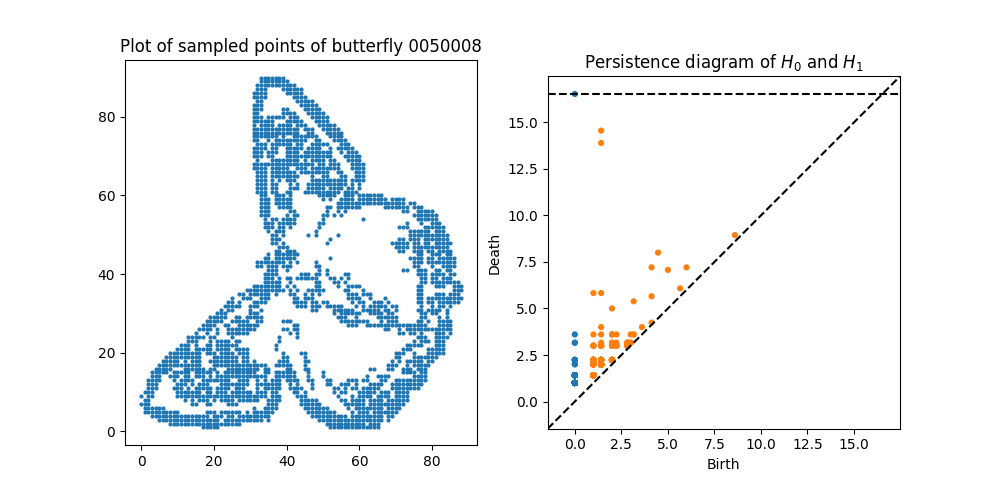 Plot of sampled points of butterfly 0050008
80
60
40
20
0
0 20 40 60 80
Persistence diagram of $H_0$ and $H_1$
Death
15.0
12.5
10.0
7.5
5.0
2.5
0.0
0.0 2.5 5.0 7.5 10.0 12.5 15.0
Birth